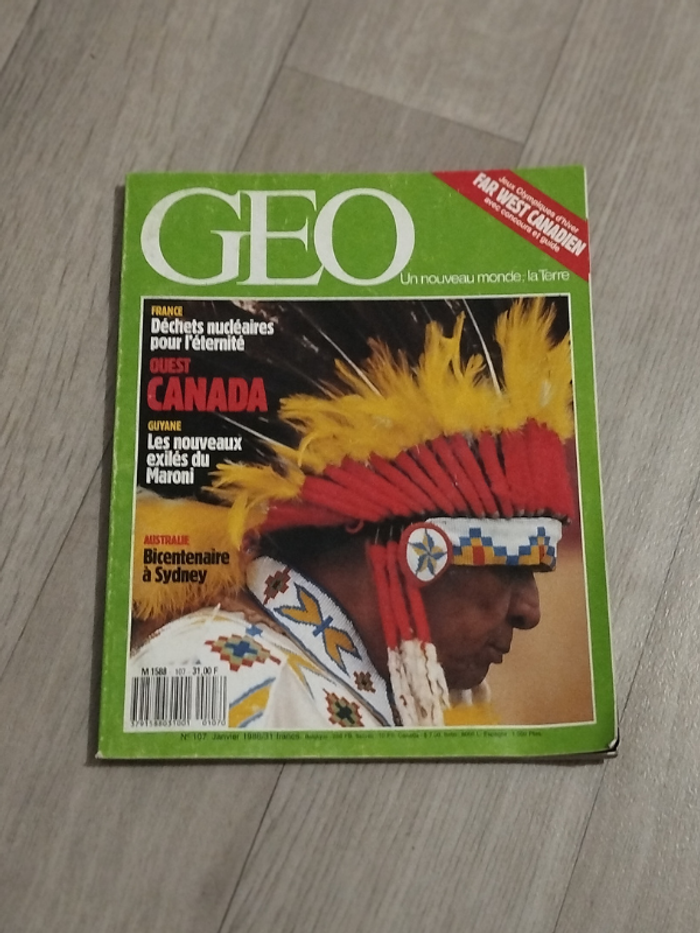 GEO
Un nouveau monde: la Terre
Jeux Olympiques d'hiver
FAR WEST CANADIEN
avec concours et guide
FRANCE
Déchets nucléaires
pour l'éternité
OUEST
CANADA
GUYANE
Les nouveaux
exilés du
Maroni
AUSTRALIE
Bicentenaire
à Sydney
M 1588 - 107 - 31,00 F
N° 107 Janvier 1988/31 francs